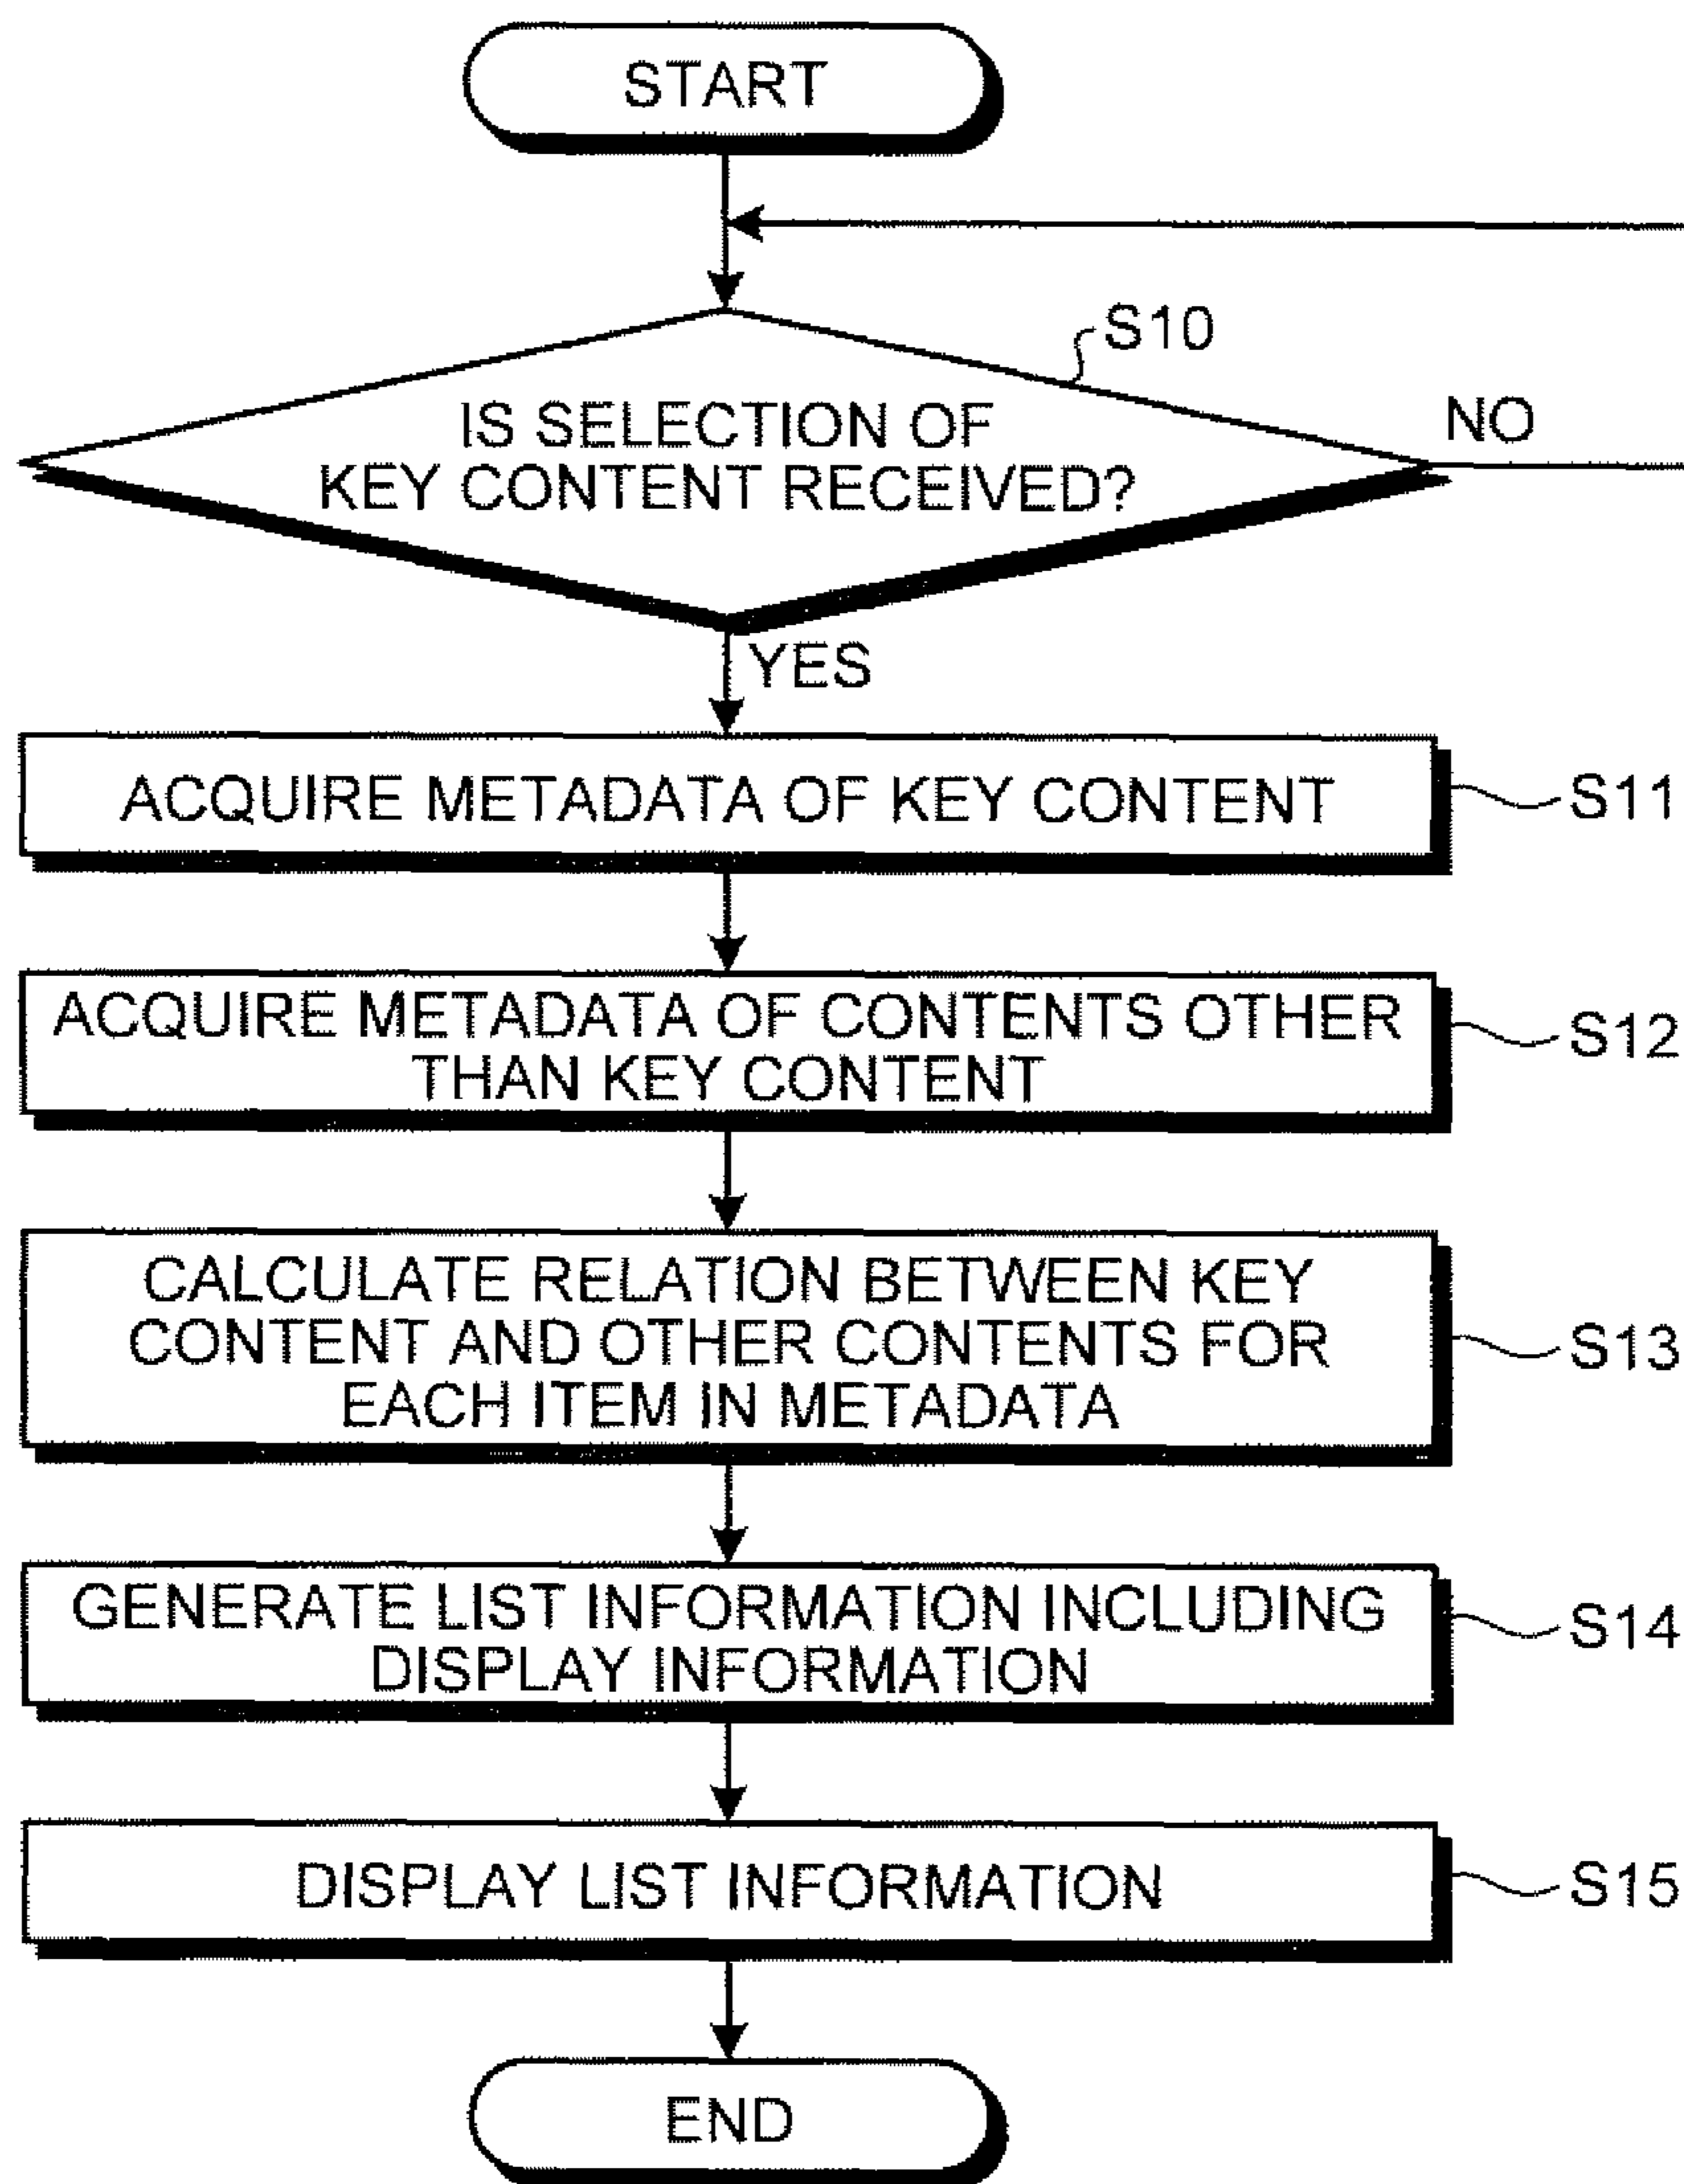 START
S10
IS SELECTION OF
KEY CONTENT RECEIVED?
NO
YES
ACQUIRE METADATA OF KEY CONTENT
S11
ACQUIRE METADATA OF CONTENTS OTHER
THAN KEY CONTENT
S12
CALCULATE RELATION BETWEEN KEY
CONTENT AND OTHER CONTENTS FOR
EACH ITEM IN METADATA
S13
GENERATE LIST INFORMATION INCLUDING
DISPLAY INFORMATION
S14
DISPLAY LIST INFORMATION
S15
END